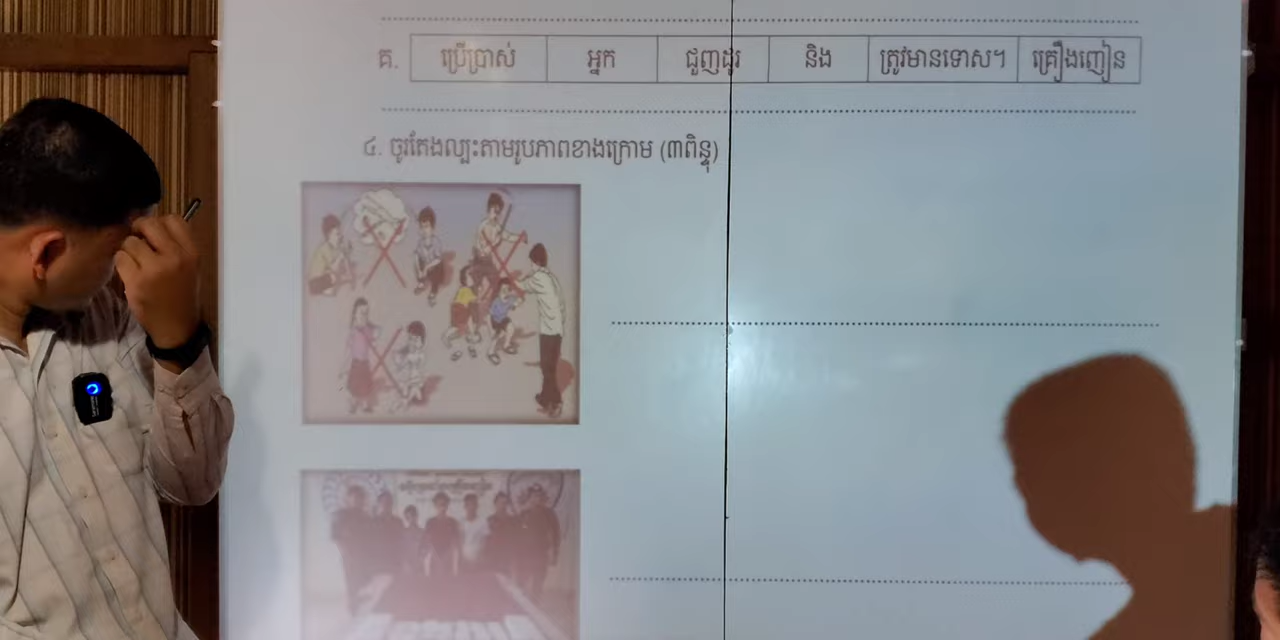 គ. ប្រើប្រាស់ អ្នក ជួញដូរ និង ត្រូវមានទោស។ គ្រឿងញៀន
៤. ចូរតែងល្បះតាមរូបភាពខាងក្រោម (៣ពិន្ទុ)